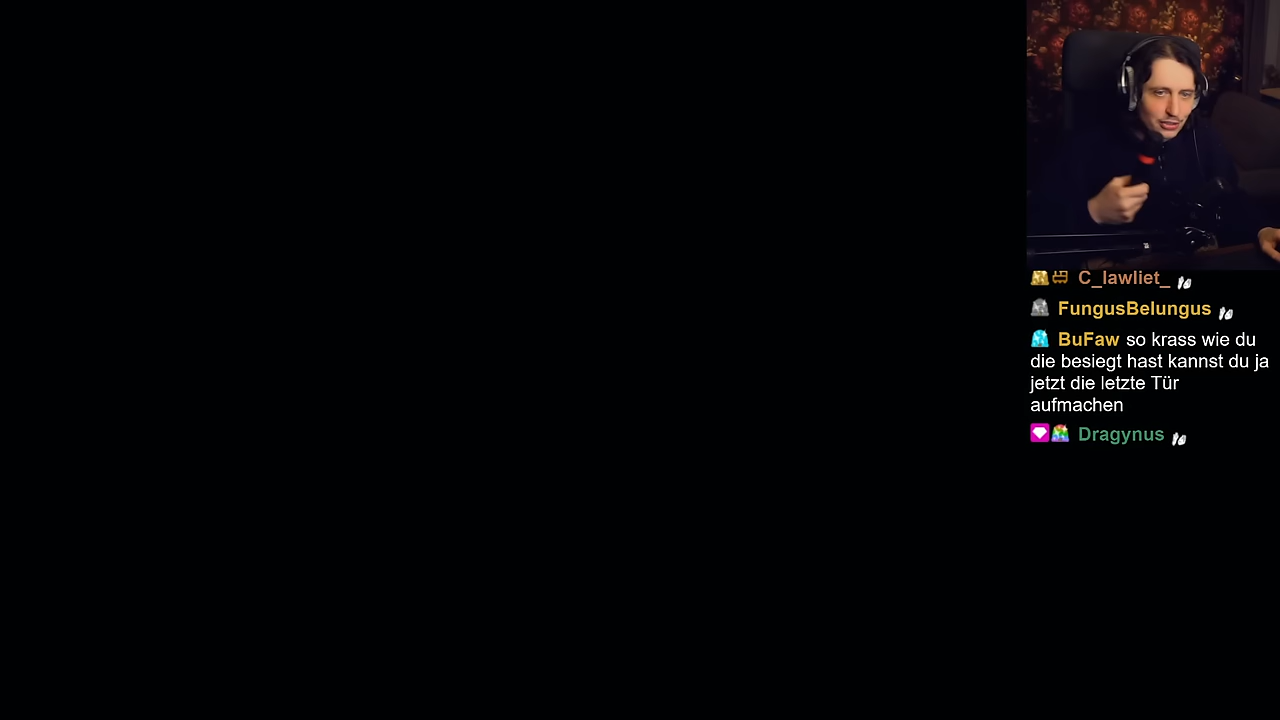 C_lawliet_
FungusBelungus
BuFaw so krass wie du
die besiegt hast kannst du ja
jetzt die letzte Tür
aufmachen
Dragynus